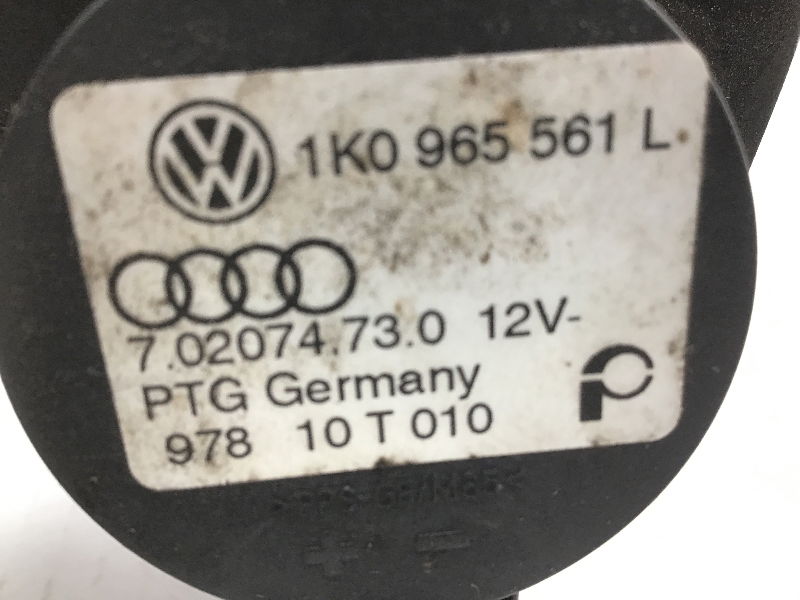 1K0 965 561 L
7.02074.73.0 12V-
PTG Germany
978 10 T 010
+ -